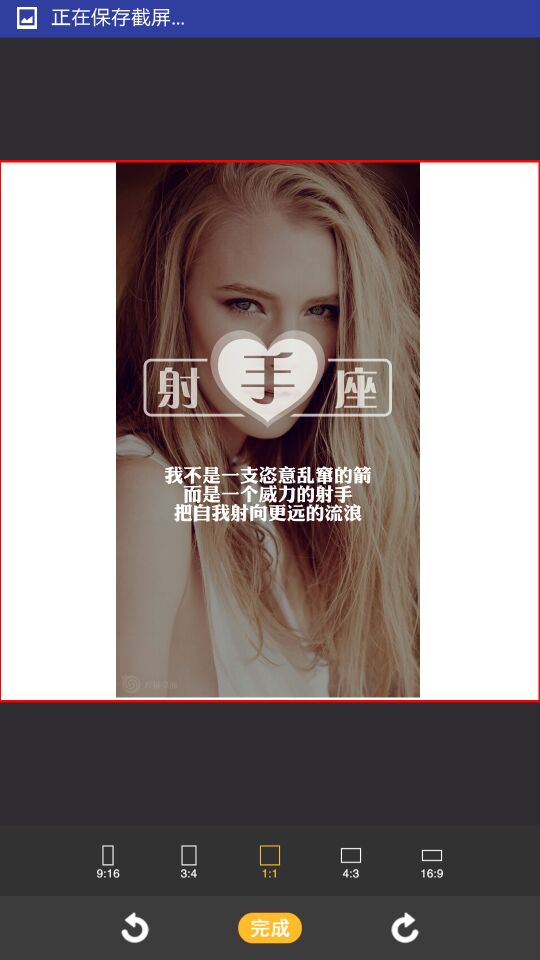 正在保存截屏...
射手座
我不是一支恣意乱窜的箭
而是一个威力的射手
把自我射向更远的流浪
9:16
3:4
1:1
4:3
16:9
完成